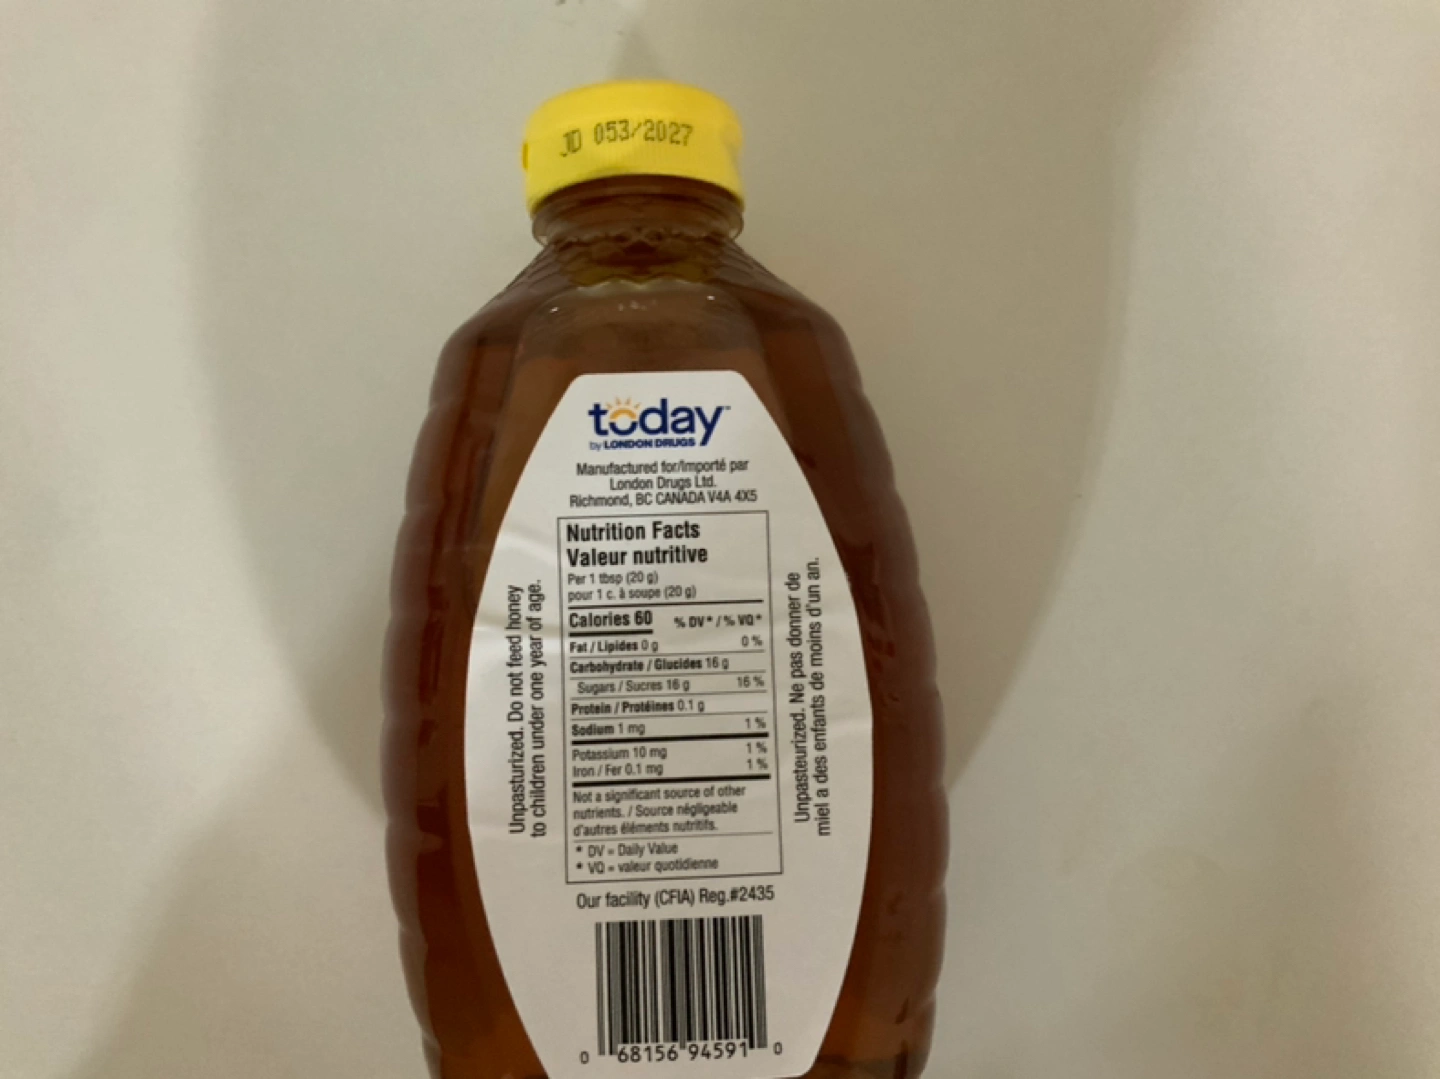 JD 053/2027
today™
by LONDON DRUGS
Manufactured for/Importé par
London Drugs Ltd.
Richmond, BC CANADA V4A 4X5
Nutrition Facts
Valeur nutritive
Per 1 tbsp (20 g)
pour 1 c. à soupe (20 g)
Calories 60 % DV* / % VQ*
Fat / Lipides 0 g 0 %
Carbohydrate / Glucides 16 g
Sugars / Sucres 16 g 16 %
Protein / Protéines 0.1 g
Sodium 1 mg 1 %
Potassium 10 mg 1 %
Iron / Fer 0.1 mg 1 %
Not a significant source of other
nutrients. / Source négligeable
d'autres éléments nutritifs.
* DV = Daily Value
* VQ = valeur quotidienne
Unpasturized. Do not feed honey
to children under one year of age.
Unpasteurized. Ne pas donner de
miel a des enfants de moins d'un an.
Our facility (CFIA) Reg.#2435
0 68156 94591 0